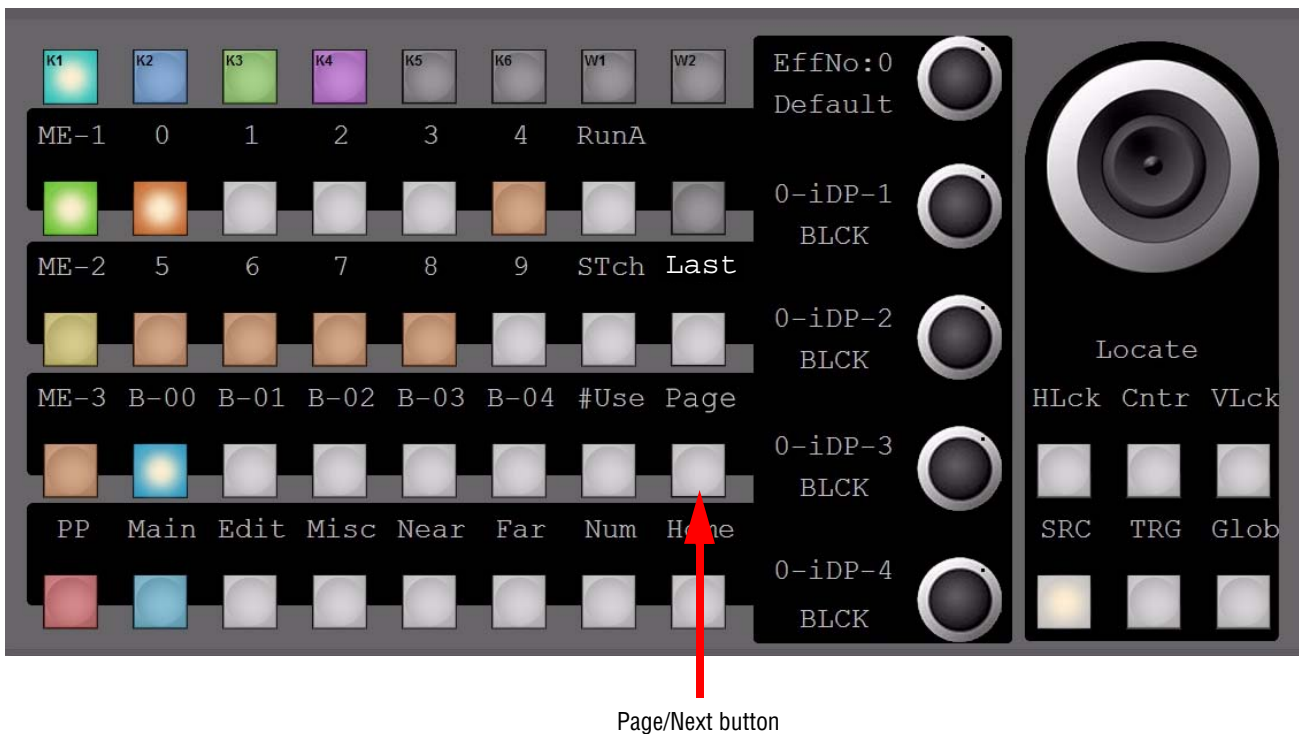 K1 K2 K3 K4 K5 K6 W1 W2
ME-1 0 1 2 3 4 RunA
ME-2 5 6 7 8 9 STch Last
ME-3 B-00 B-01 B-02 B-03 B-04 #Use Page
PP Main Edit Misc Near Far Num Home
EffNo:0
Default
0-iDP-1
BLCK
0-iDP-2
BLCK
0-iDP-3
BLCK
0-iDP-4
BLCK
Locate
HLck Cntr VLck
SRC TRG Glob
Page/Next button